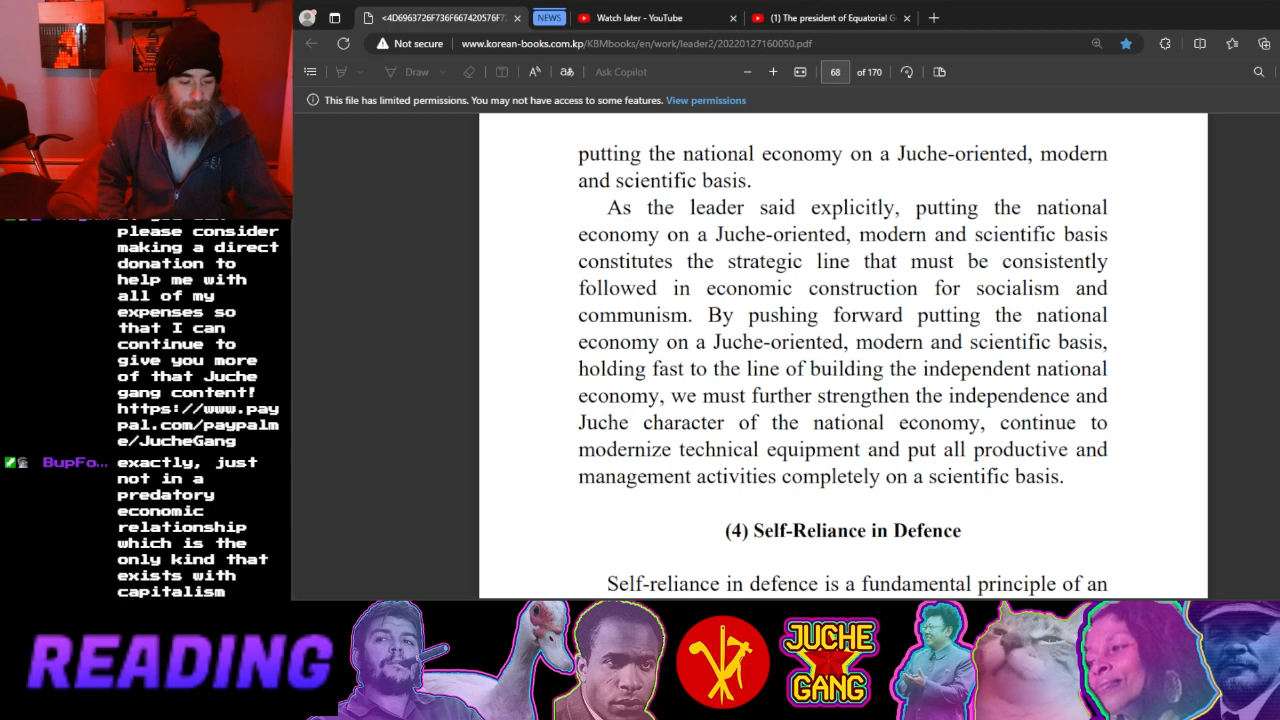 <4D6963726F736F667420576F7
NEWS
Watch later - YouTube
(1) The president of Equatorial G
Not secure
www.korean-books.com.kp/KBMbooks/en/work/leader2/20220127160050.pdf
Draw
Ask Copilot
68
of 170
This file has limited permissions. You may not have access to some features. View permissions
please consider
making a direct
donation to
help me with
all of my
expenses so
that I can
continue to
give you more
of that Juche
gang content!
https://www.pay
pal.com/paypalm
e/JucheGang
BupFo... exactly, just
not in a
predatory
economic
relationship
which is the
only kind that
exists with
capitalism
putting the national economy on a Juche-oriented, modern
and scientific basis.
As the leader said explicitly, putting the national
economy on a Juche-oriented, modern and scientific basis
constitutes the strategic line that must be consistently
followed in economic construction for socialism and
communism. By pushing forward putting the national
economy on a Juche-oriented, modern and scientific basis,
holding fast to the line of building the independent national
economy, we must further strengthen the independence and
Juche character of the national economy, continue to
modernize technical equipment and put all productive and
management activities completely on a scientific basis.
(4) Self-Reliance in Defence
Self-reliance in defence is a fundamental principle of an
READING
JUCHE
GANG